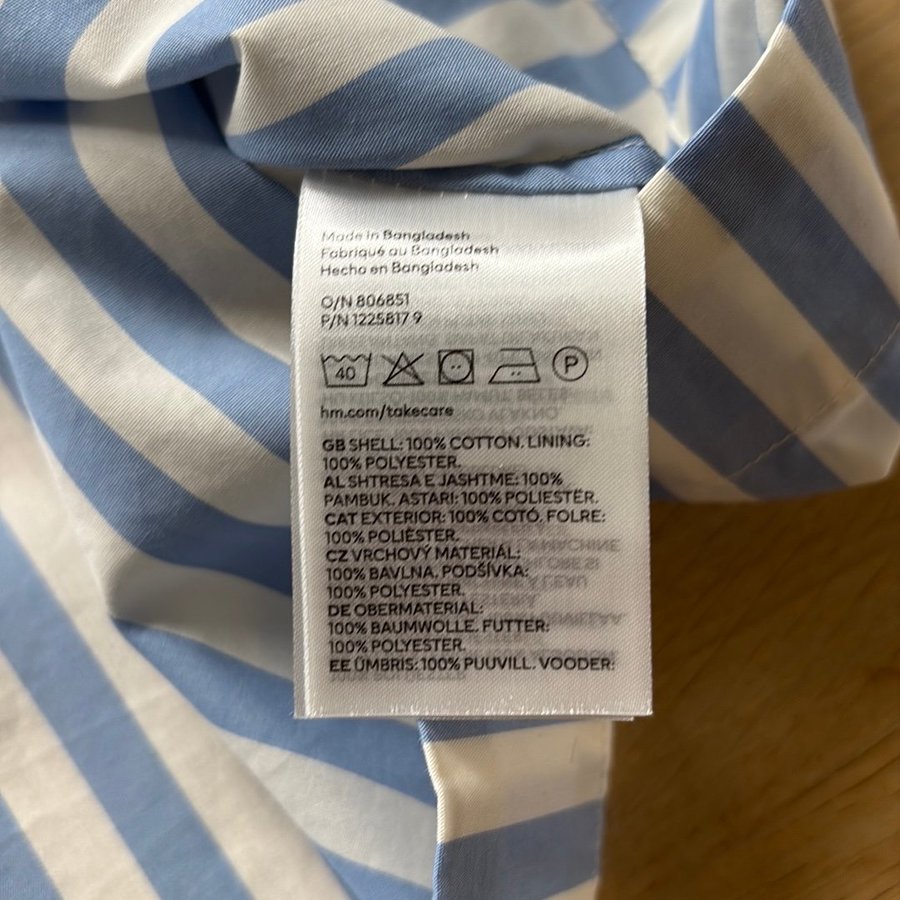 Made in Bangladesh
Fabriqué au Bangladesh
Hecho en Bangladesh
O/N 806851
P/N 1225817 9
40
P
hm.com/takecare
GB SHELL: 100% COTTON. LINING:
100% POLYESTER.
AL SHTRESA E JASHTME: 100%
PAMBUK. ASTARI: 100% POLIESTËR.
CAT EXTERIOR: 100% COTÓ. FOLRE:
100% POLIÈSTER.
CZ VRCHOVÝ MATERIÁL:
100% BAVLNA. PODŠÍVKA:
100% POLYESTER.
DE OBERMATERIAL:
100% BAUMWOLLE. FUTTER:
100% POLYESTER.
EE ÜMBRIS: 100% PUUVILL. VOODER: